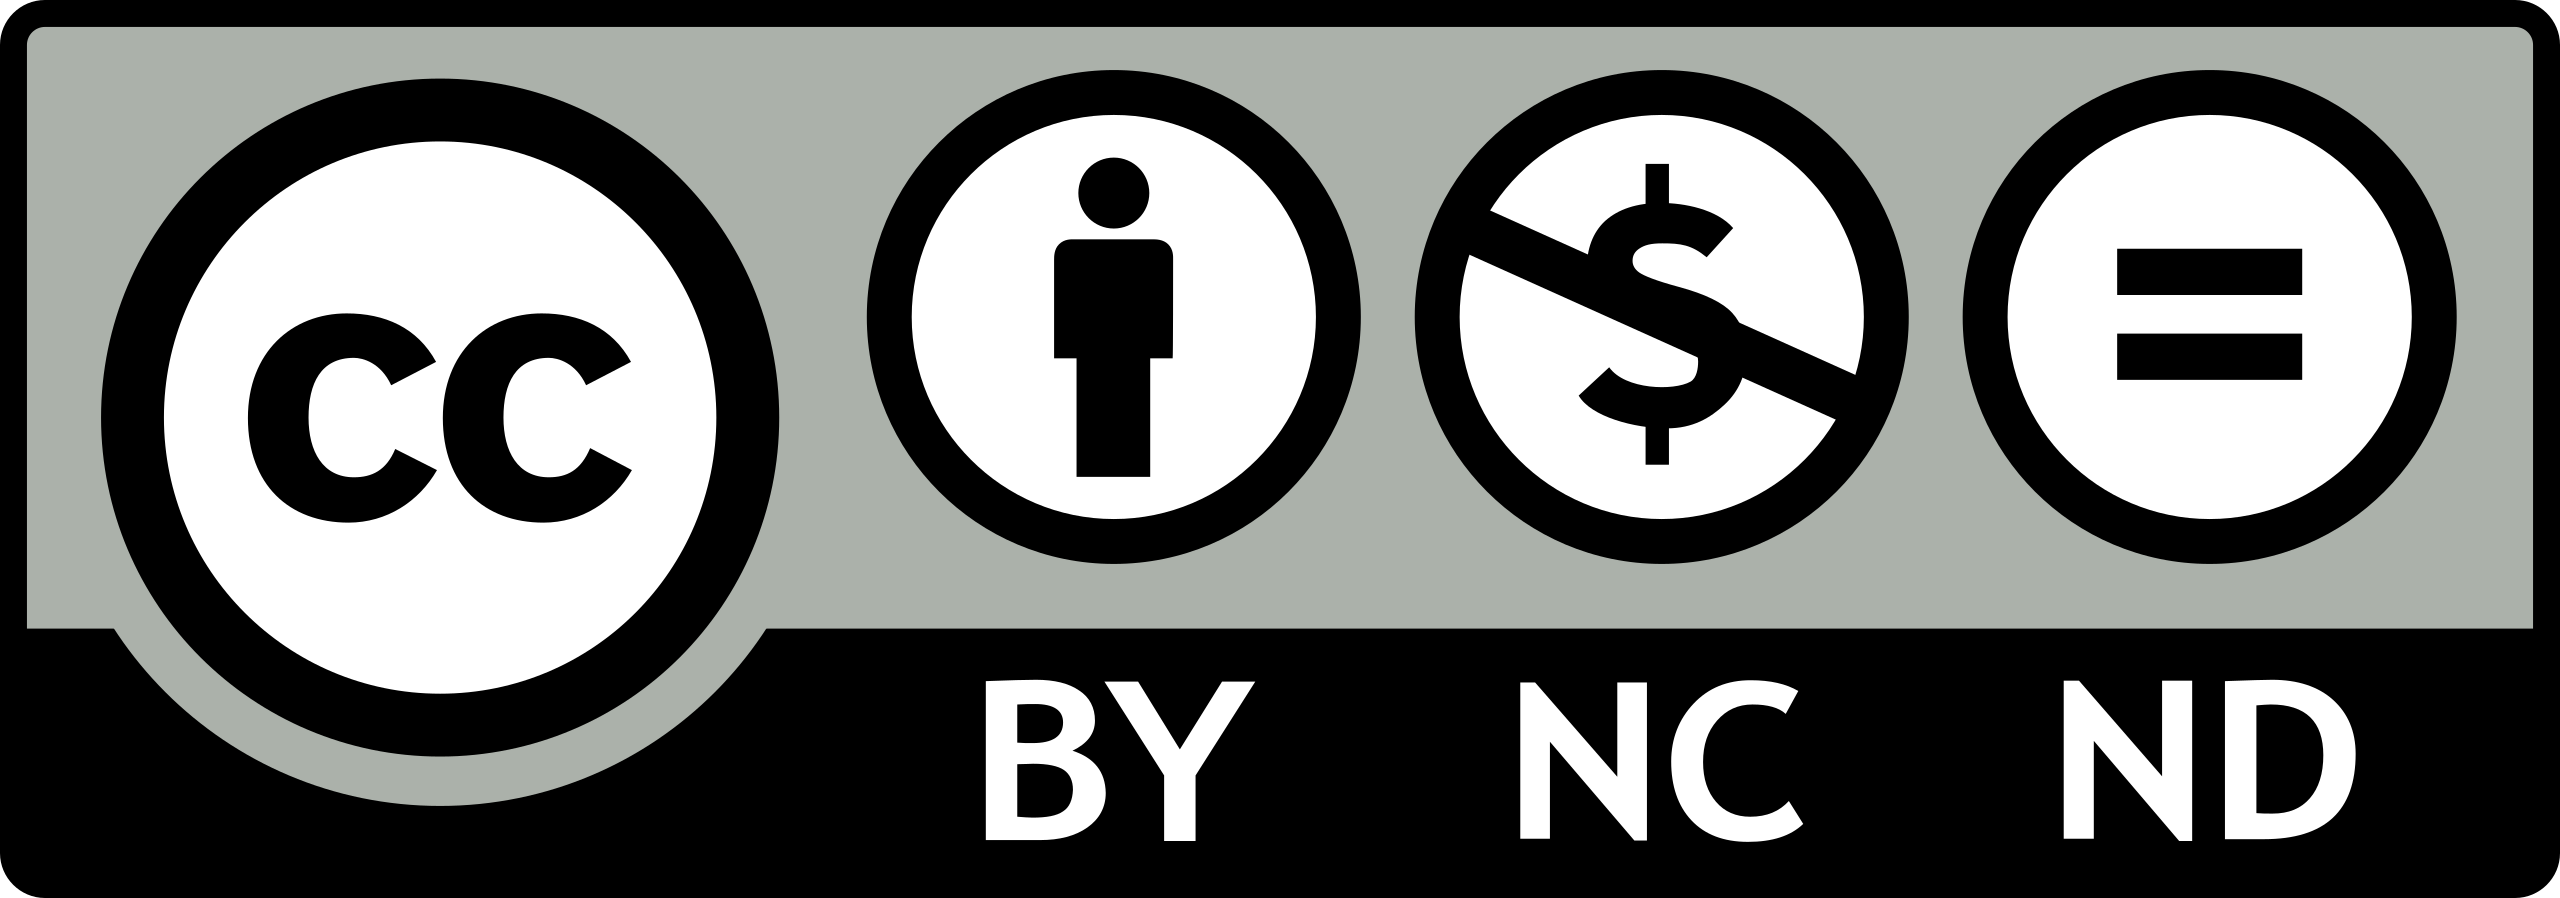 cc
$
=
BY NC ND